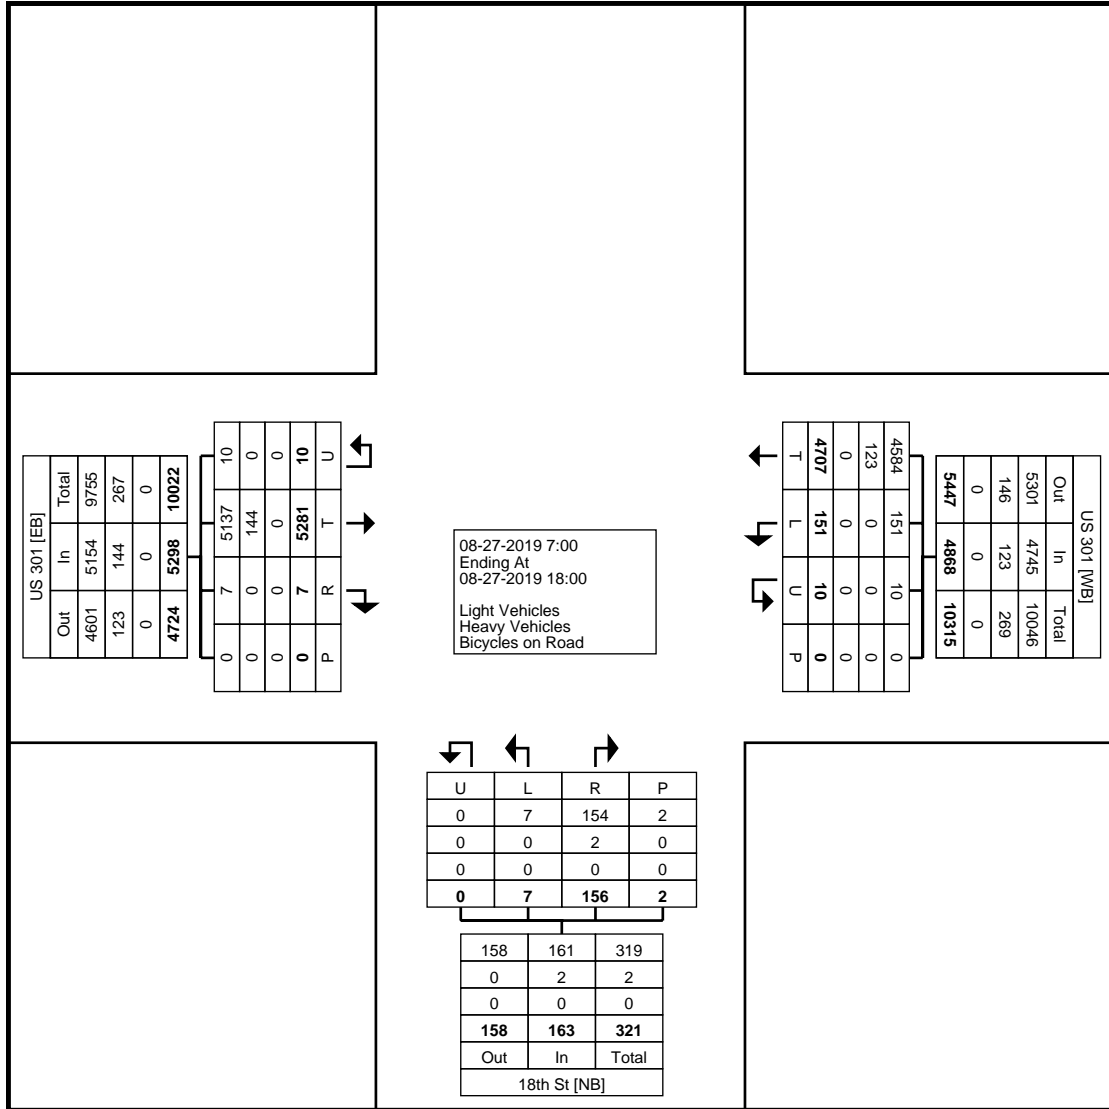 US 301 [EB]
Total 9755 267 0 10022
In 5154 144 0 5298
Out 4601 123 0 4724
10 0 0 10 U
5137 144 0 5281 T
7 0 0 7 R
0 0 0 0 P
08-27-2019 7:00
Ending At
08-27-2019 18:00
Light Vehicles
Heavy Vehicles
Bicycles on Road
T 4707 0 123 4584
L 151 0 0 151
U 10 0 0 10
P 0 0 0 0
US 301 [WB]
5447 0 146 5301 Out
4868 0 123 4745 In
10315 0 269 10046 Total
U L R P
0 7 154 2
0 0 2 0
0 0 0 0
0 7 156 2
158 161 319
0 2 2
0 0 0
158 163 321
Out In Total
18th St [NB]